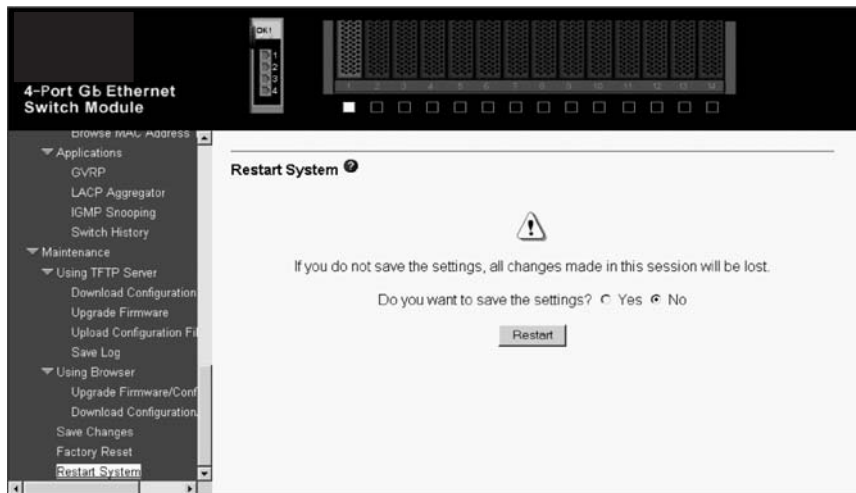 OK!
1
2
3
4
1 2 3 4 5 6 7 8 9 10 11 12 13 14
4-Port Gb Ethernet
Switch Module
Browse MAC Address
Applications
GVRP
LACP Aggregator
IGMP Snooping
Switch History
Maintenance
Using TFTP Server
Download Configuration
Upgrade Firmware
Upload Configuration Fil
Save Log
Using Browser
Upgrade Firmware/Conf
Download Configuration
Save Changes
Factory Reset
Restart System
Restart System ?
If you do not save the settings, all changes made in this session will be lost.
Do you want to save the settings? Yes No
Restart